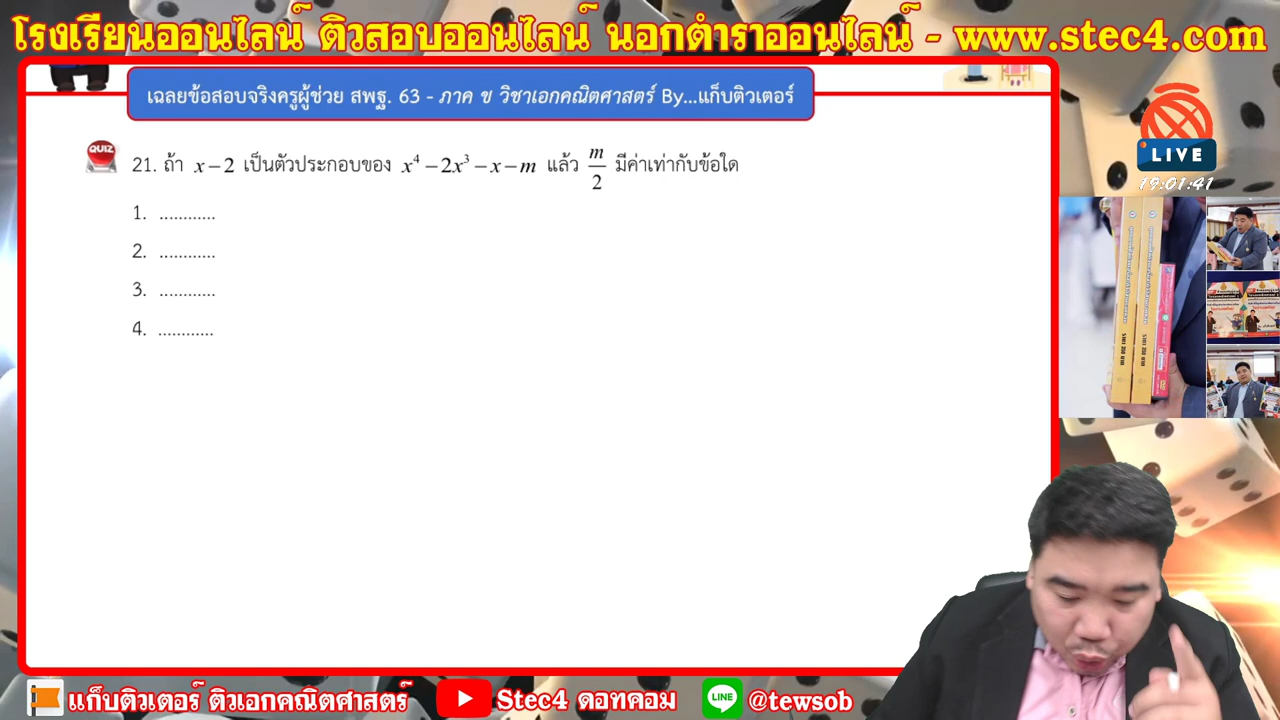 โรงเรียนออนไลน์ ติวสอบออนไลน์ นอกตำราออนไลน์ - www.stec4.com
เฉลยข้อสอบจริงครูผู้ช่วย สพฐ. 63 - ภาค ข วิชาเอกคณิตศาสตร์ By...แก็บติวเตอร์
LIVE
19:01:41
QUIZ
21. ถ้า x – 2 เป็นตัวประกอบของ x⁴ – 2x³ – x – m แล้ว m/2 มีค่าเท่ากับข้อใด
1. ............
2. ............
3. ............
4. ............
แก็บติวเตอร์ ติวเอกคณิตศาสตร์
Stec4 ดอทคอม
LINE
@tewsob